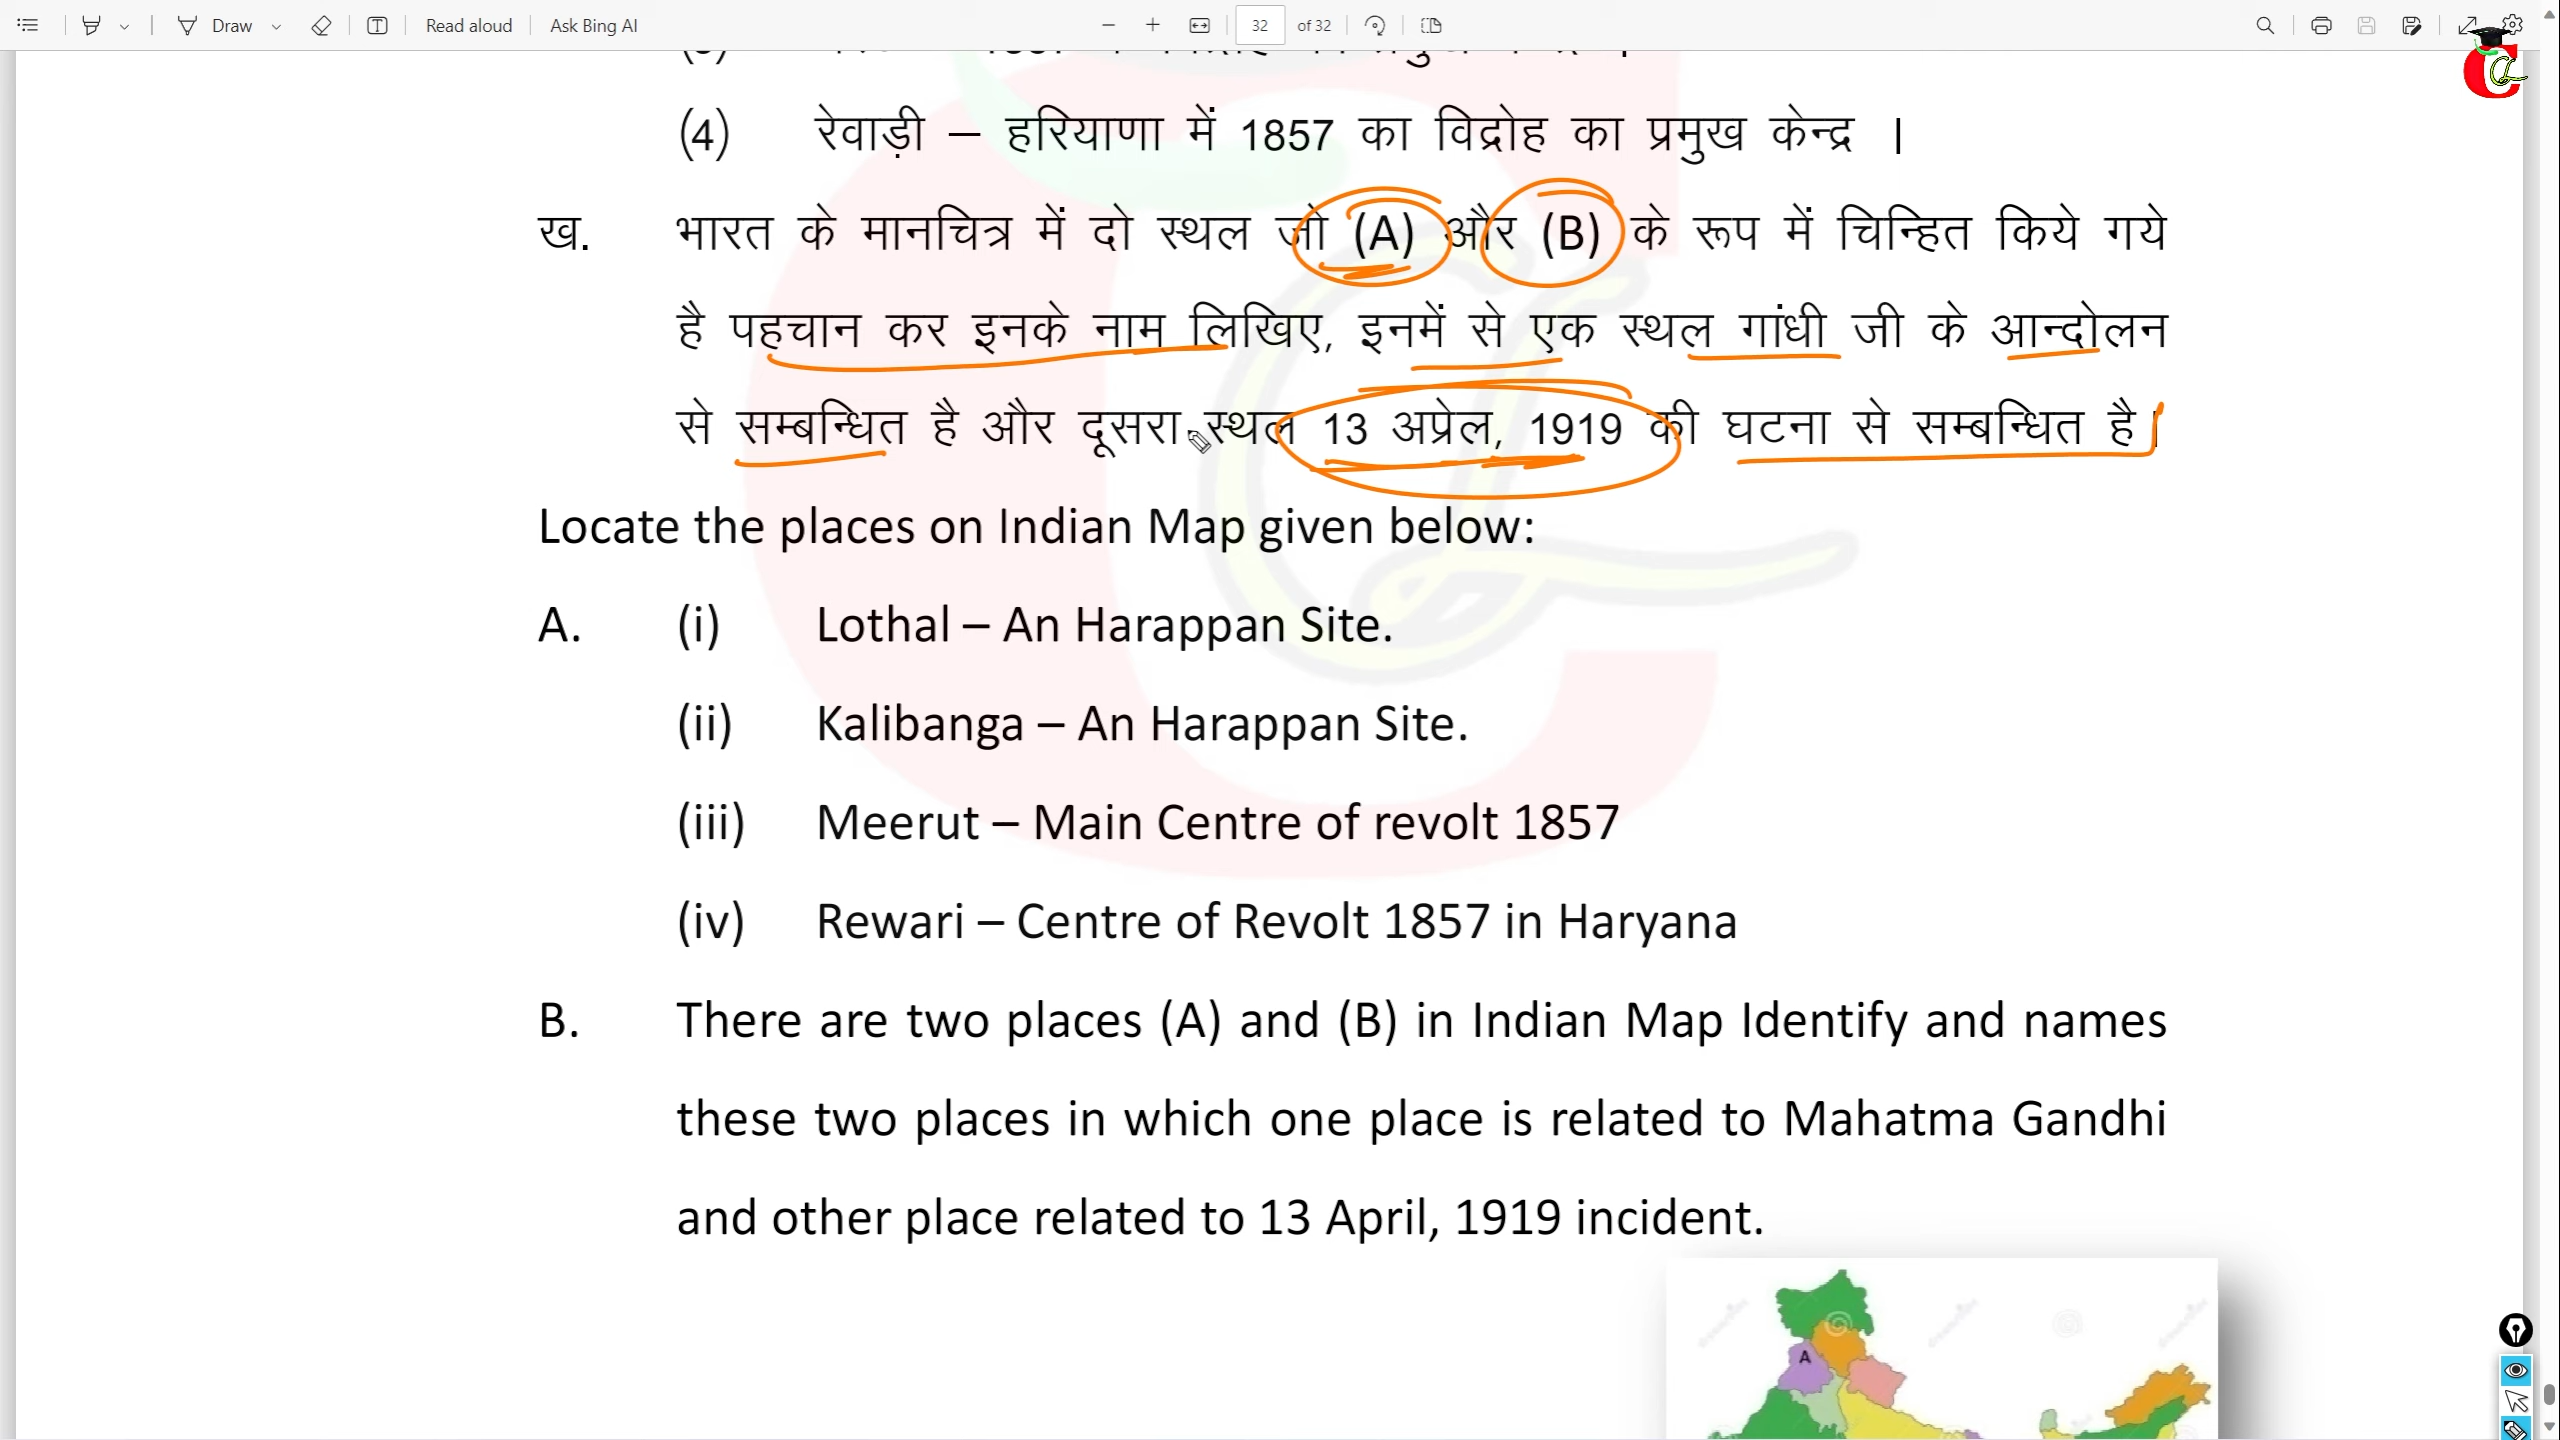 Draw
Read aloud
Ask Bing AI
32
of 32
(4) रेवाड़ी – हरियाणा में 1857 का विद्रोह का प्रमुख केन्द्र ।
ख. भारत के मानचित्र में दो स्थल जो (A) और (B) के रूप में चिन्हित किये गये
है पहचान कर इनके नाम लिखिए, इनमें से एक स्थल गांधी जी के आन्दोलन
से सम्बन्धित है और दूसरा स्थल 13 अप्रेल, 1919 की घटना से सम्बन्धित है।
Locate the places on Indian Map given below:
A. (i) Lothal – An Harappan Site.
(ii) Kalibanga – An Harappan Site.
(iii) Meerut – Main Centre of revolt 1857
(iv) Rewari – Centre of Revolt 1857 in Haryana
B. There are two places (A) and (B) in Indian Map Identify and names
these two places in which one place is related to Mahatma Gandhi
and other place related to 13 April, 1919 incident.
A